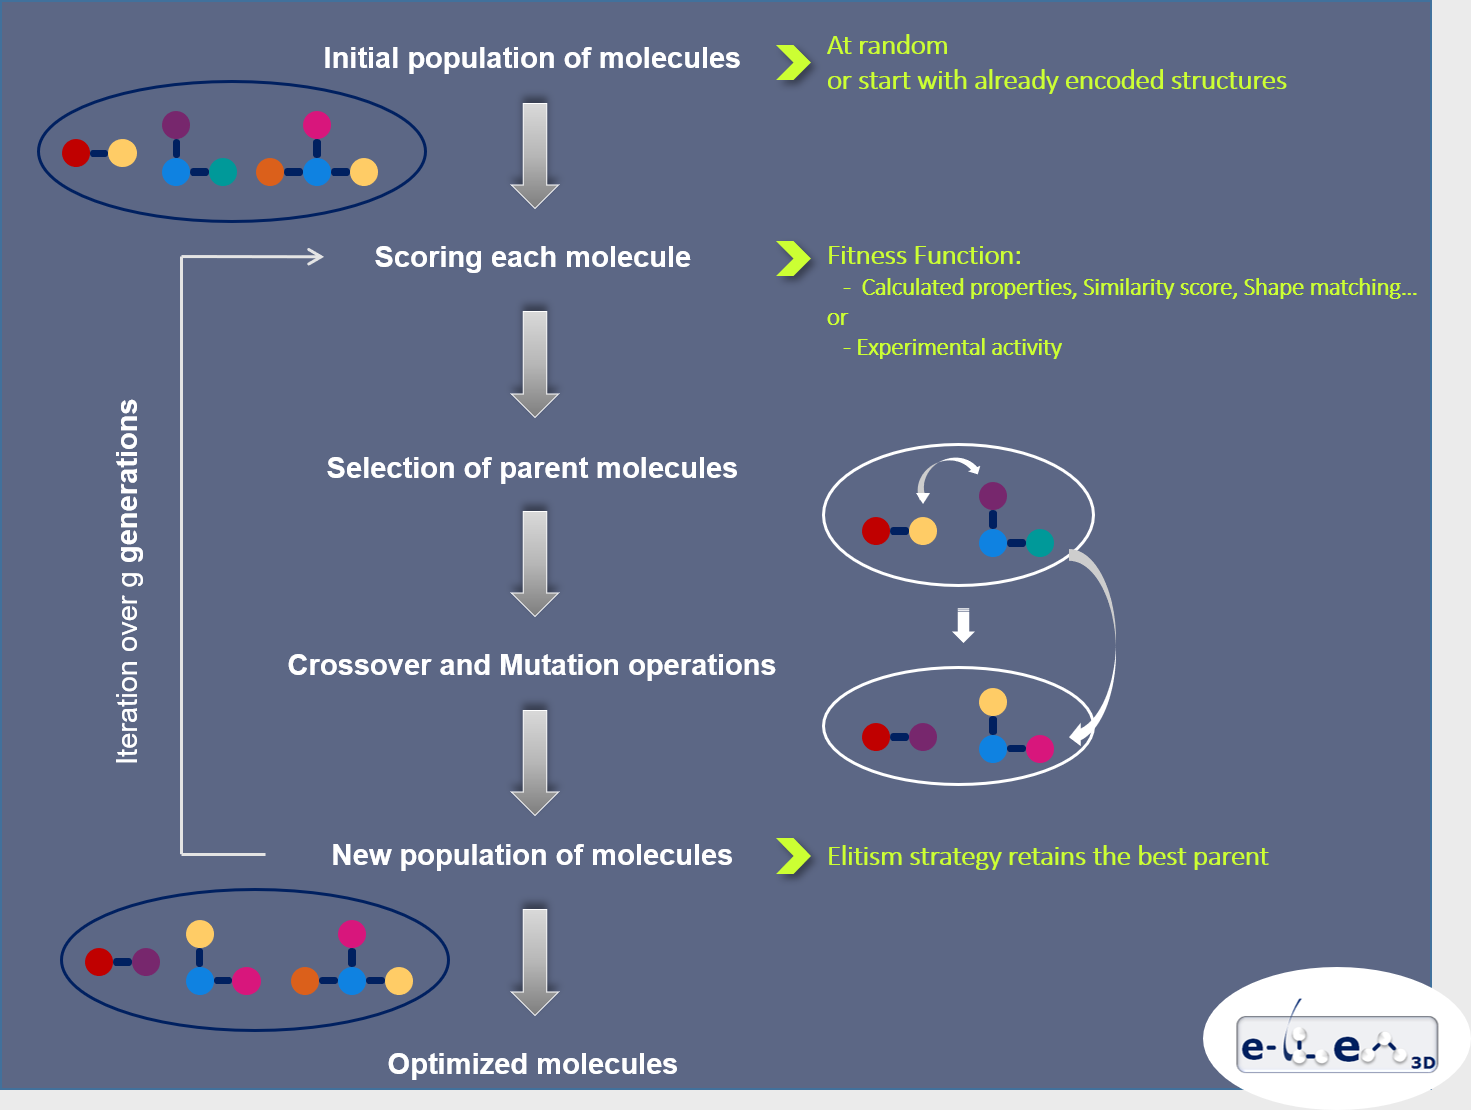 Initial population of molecules
At random
or start with already encoded structures
Scoring each molecule
Fitness Function:
- Calculated properties, Similarity score, Shape matching...
or
- Experimental activity
Iteration over g generations
Selection of parent molecules
Crossover and Mutation operations
New population of molecules
Elitism strategy retains the best parent
Optimized molecules
e-LeA 3D